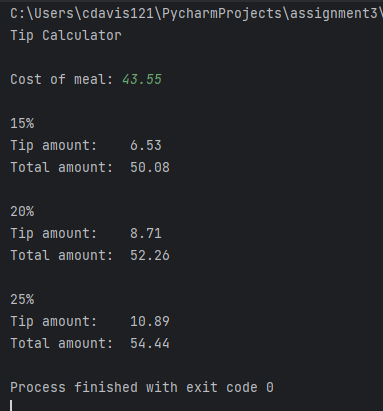 C:\Users\cdavis121\PycharmProjects\assignment3\
Tip Calculator
Cost of meal: 43.55
15%
Tip amount:    6.53
Total amount:  50.08
20%
Tip amount:    8.71
Total amount:  52.26
25%
Tip amount:    10.89
Total amount:  54.44
Process finished with exit code 0